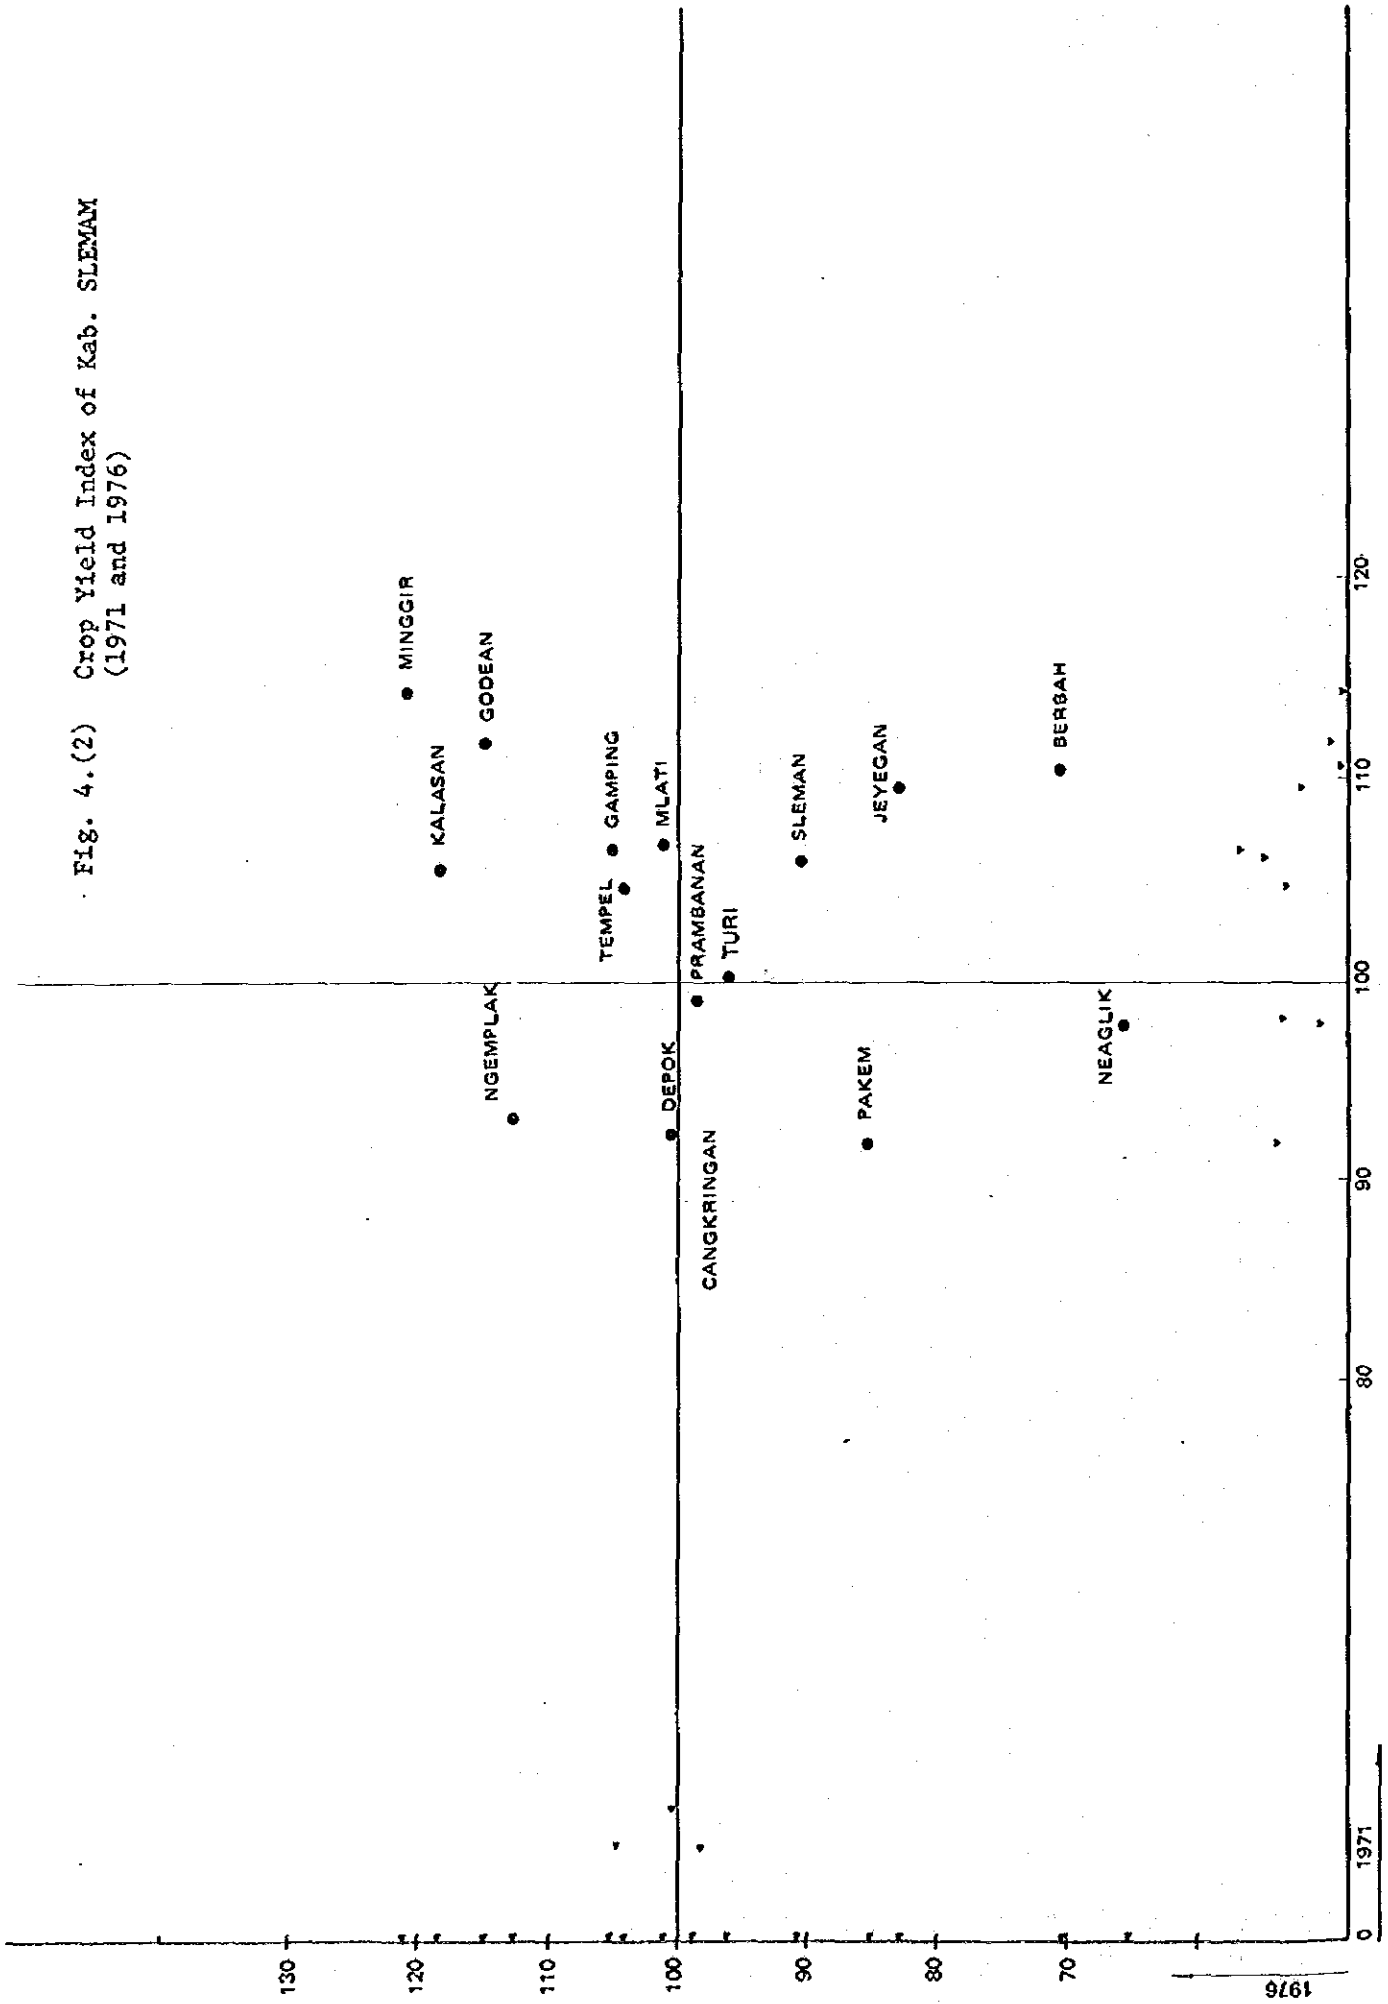 Fig. 4.(2) Crop Yield Index of Kab. SLEMAM
(1971 and 1976)
MINGGIR
KALASAN
GODEAN
NGEMPLAK
TEMPEL
GAMPING
MLATI
DEPOK
PRAMBANAN
CANGKRINGAN
TURI
SLEMAN
JEYEGAN
PAKEM
BERBAH
NEAGLIK
130
120
110
100
90
80
70
1976
0
1971
80
90
100
110
120